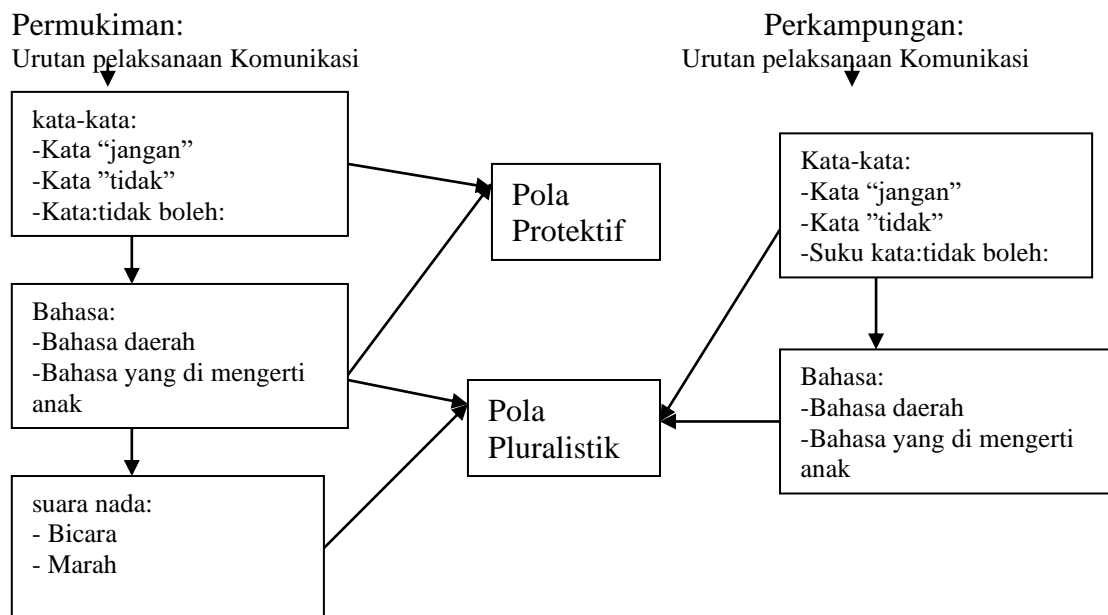 Permukiman:
Urutan pelaksanaan Komunikasi
kata-kata:
-Kata “jangan”
-Kata ”tidak”
-Kata:tidak boleh:
Bahasa:
-Bahasa daerah
-Bahasa yang di mengerti
anak
suara nada:
- Bicara
- Marah
Pola
Protektif
Pola
Pluralistik
Perkampungan:
Urutan pelaksanaan Komunikasi
Kata-kata:
-Kata “jangan”
-Kata ”tidak”
-Suku kata:tidak boleh:
Bahasa:
-Bahasa daerah
-Bahasa yang di mengerti
anak